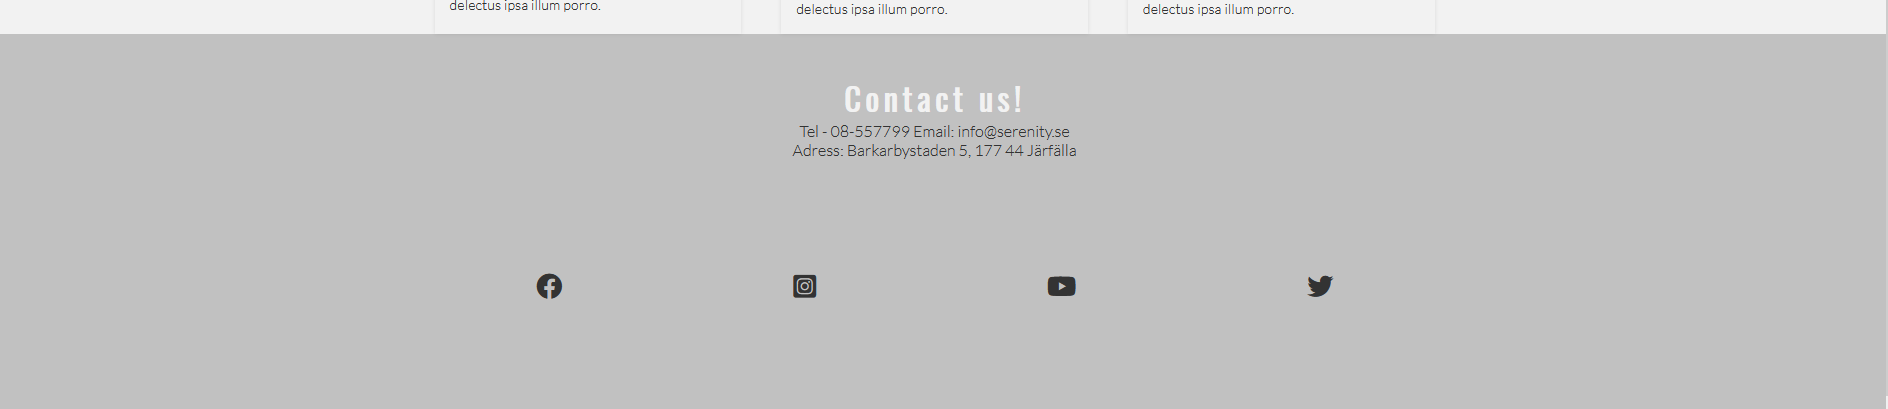 delectus ipsa illum porro.
delectus ipsa illum porro.
delectus ipsa illum porro.
Contact us!
Tel - 08-557799 Email: info@serenity.se
Adress: Barkarbystaden 5, 177 44 Järfälla